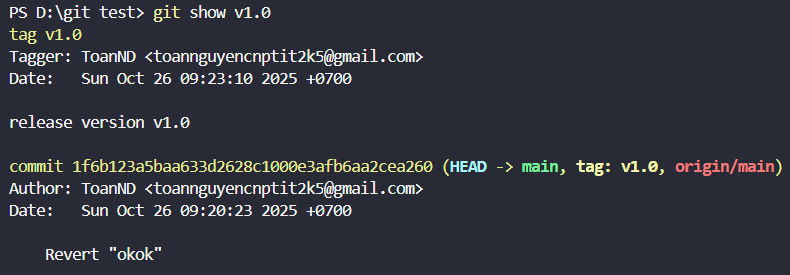 PS D:\git test> git show v1.0
tag v1.0
Tagger: ToanND <toannguyencnptit2k5@gmail.com>
Date:   Sun Oct 26 09:23:10 2025 +0700
release version v1.0
commit 1f6b123a5baa633d2628c1000e3afb6aa2cea260 (HEAD -> main, tag: v1.0, origin/main)
Author: ToanND <toannguyencnptit2k5@gmail.com>
Date:   Sun Oct 26 09:20:23 2025 +0700
Revert "okok"